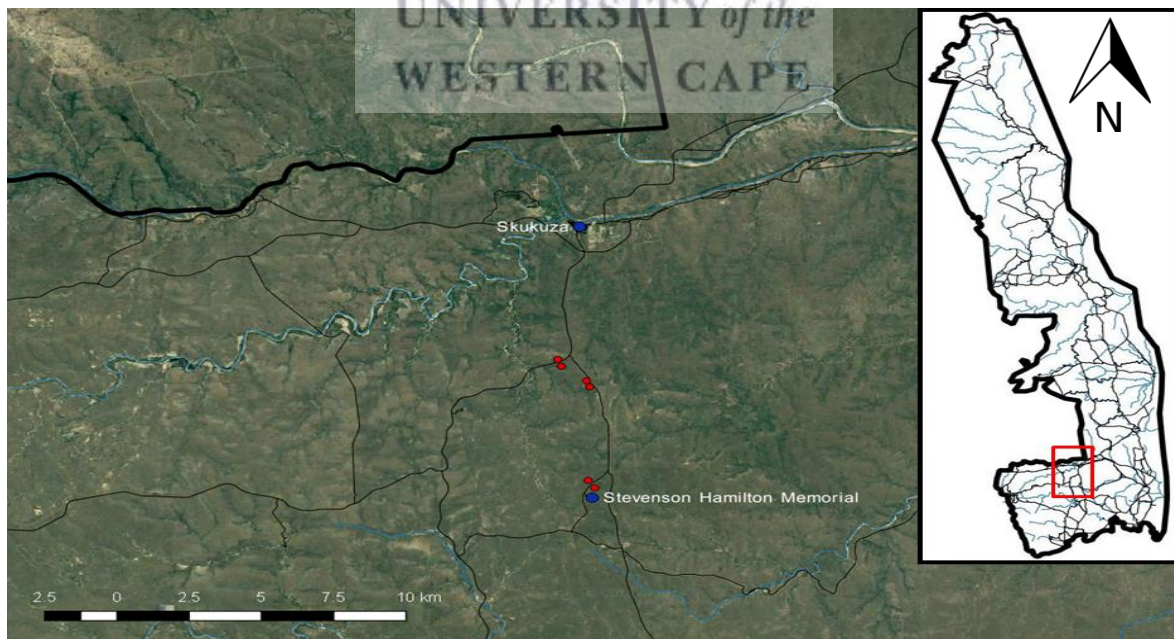 UNIVERSITY of the
WESTERN CAPE
N
Skukuza
Stevenson Hamilton Memorial
2.5 0 2.5 5 7.5 10 km